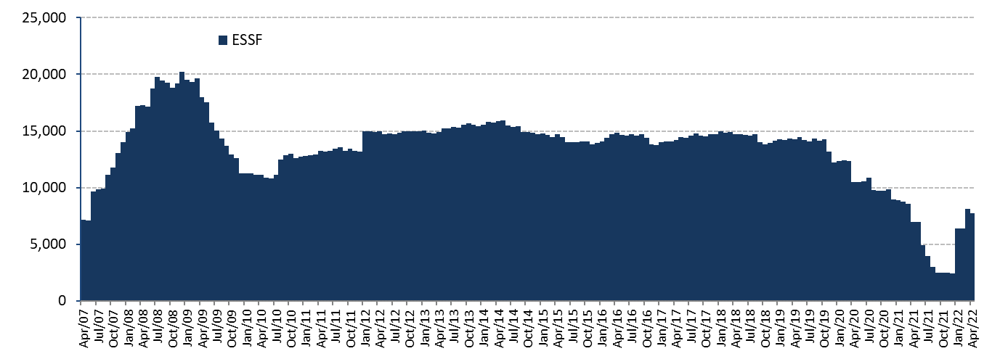 25,000
ESSF
20,000
15,000
10,000
5,000
0
Apr/07
Jul/07
Oct/07
Jan/08
Apr/08
Jul/08
Oct/08
Jan/09
Apr/09
Jul/09
Oct/09
Jan/10
Apr/10
Jul/10
Oct/10
Jan/11
Apr/11
Jul/11
Oct/11
Jan/12
Apr/12
Jul/12
Oct/12
Jan/13
Apr/13
Jul/13
Oct/13
Jan/14
Apr/14
Jul/14
Oct/14
Jan/15
Apr/15
Jul/15
Oct/15
Jan/16
Apr/16
Jul/16
Oct/16
Jan/17
Apr/17
Jul/17
Oct/17
Jan/18
Apr/18
Jul/18
Oct/18
Jan/19
Apr/19
Jul/19
Oct/19
Jan/20
Apr/20
Jul/20
Oct/20
Jan/21
Apr/21
Jul/21
Oct/21
Jan/22
Apr/22